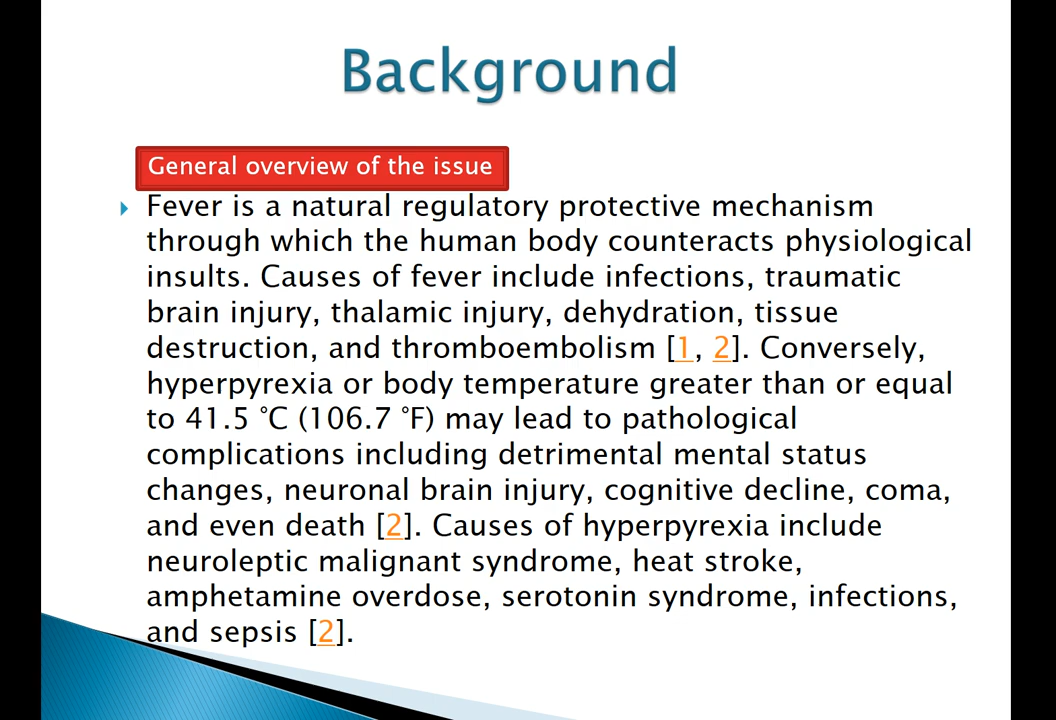 Background
General overview of the issue
Fever is a natural regulatory protective mechanism
through which the human body counteracts physiological
insults. Causes of fever include infections, traumatic
brain injury, thalamic injury, dehydration, tissue
destruction, and thromboembolism [1, 2]. Conversely,
hyperpyrexia or body temperature greater than or equal
to 41.5 °C (106.7 °F) may lead to pathological
complications including detrimental mental status
changes, neuronal brain injury, cognitive decline, coma,
and even death [2]. Causes of hyperpyrexia include
neuroleptic malignant syndrome, heat stroke,
amphetamine overdose, serotonin syndrome, infections,
and sepsis [2].